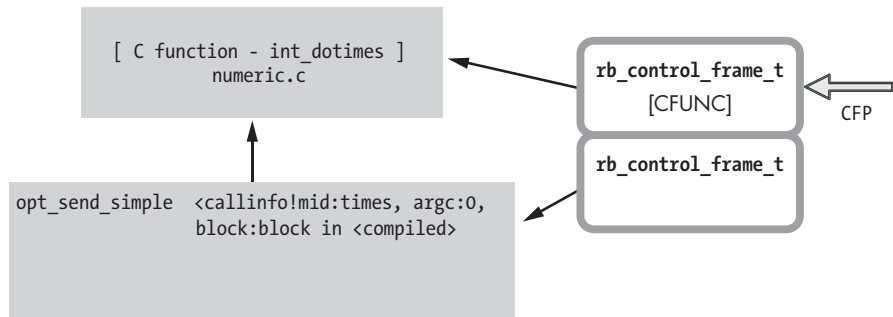 [ C function - int_dotimes ]
numeric.c
rb_control_frame_t
[CFUNC]
CFP
rb_control_frame_t
opt_send_simple <callinfo!mid:times, argc:0,
block:block in <compiled>